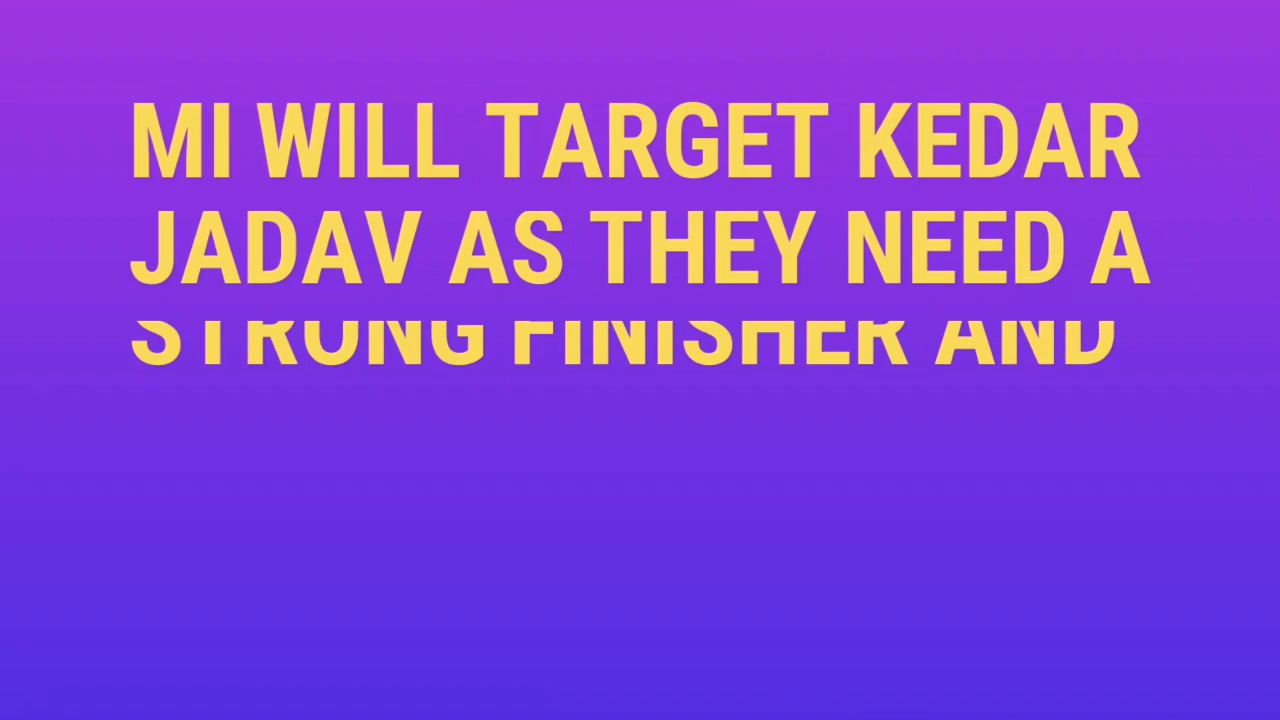 MI WILL TARGET KEDAR
JADAV AS THEY NEED A
STRONG FINISHER AND